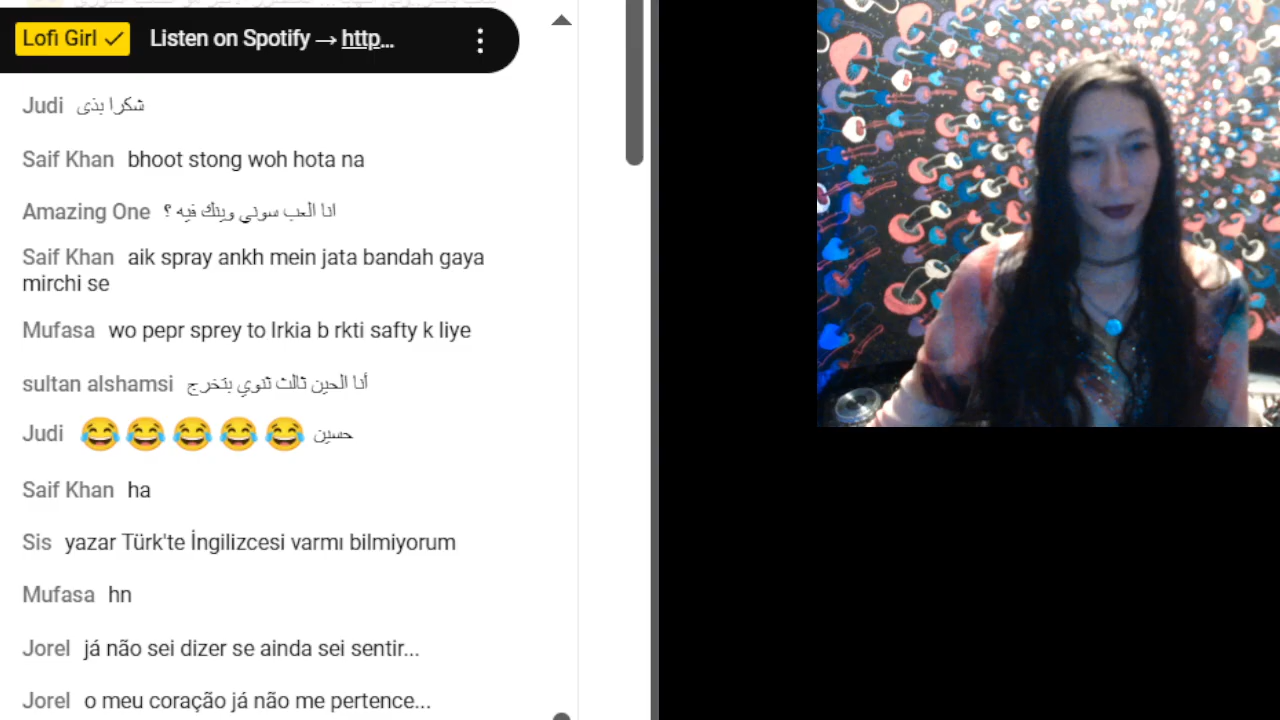 Lofi Girl ✓ Listen on Spotify → http...
Judi شكرا بذى
Saif Khan bhoot stong woh hota na
Amazing One انا العب سوني وينك فيه ؟
Saif Khan aik spray ankh mein jata bandah gaya
mirchi se
Mufasa wo pepr sprey to lrkia b rkti safty k liye
sultan alshamsi أنا الحين ثالث ثنوي بتخرج
Judi 😂😂😂😂😂 حسين
Saif Khan ha
Sis yazar Türk'te İngilizcesi varmı bilmiyorum
Mufasa hn
Jorel já não sei dizer se ainda sei sentir...
Jorel o meu coração já não me pertence...